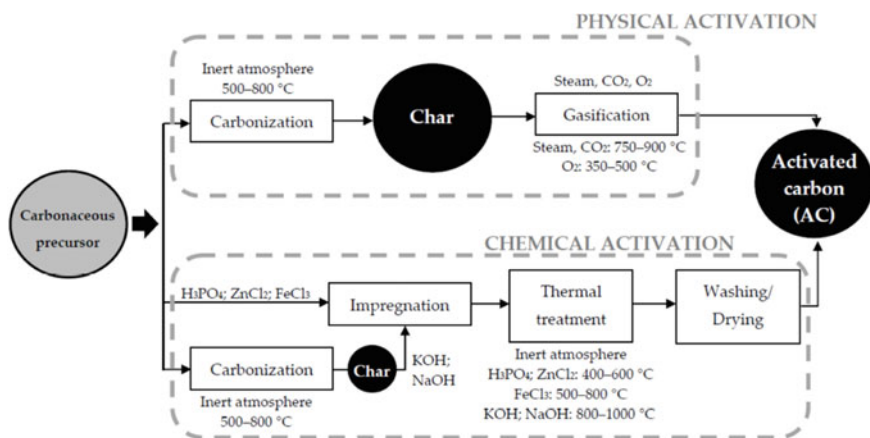 PHYSICAL ACTIVATION
Inert atmosphere
500–800 °C
Carbonization
Char
Steam, CO₂, O₂
Gasification
Steam, CO₂: 750–900 °C
O₂: 350–500 °C
Activated
carbon
(AC)
Carbonaceous
precursor
CHEMICAL ACTIVATION
H₃PO₄; ZnCl₂; FeCl₃
Impregnation
Thermal
treatment
Washing/
Drying
Carbonization
Char
KOH;
NaOH
Inert atmosphere
500–800 °C
Inert atmosphere
H₃PO₄; ZnCl₂: 400–600 °C
FeCl₃: 500–800 °C
KOH; NaOH: 800–1000 °C